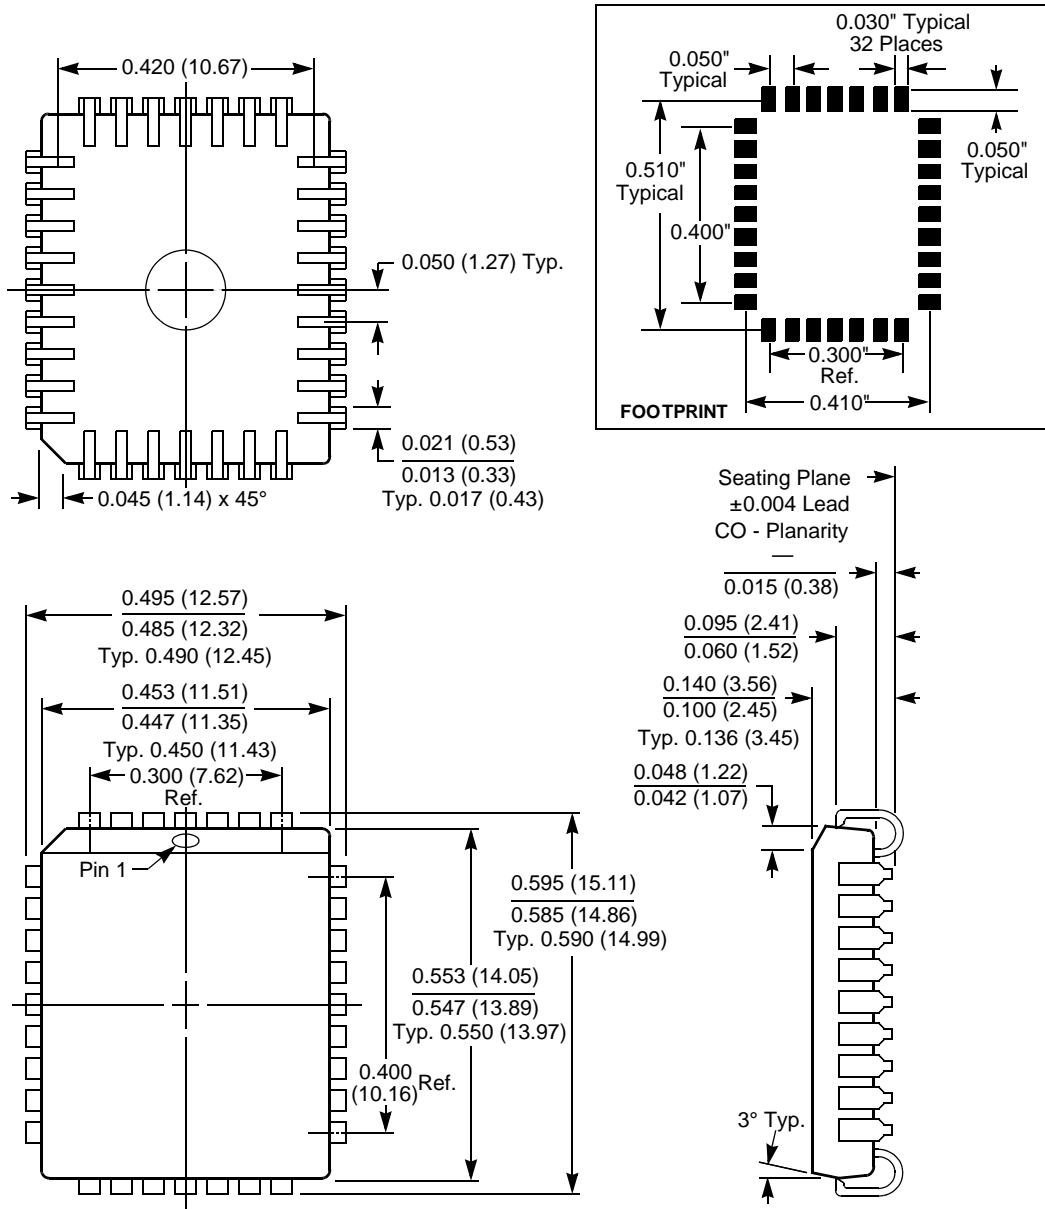 0.420 (10.67)
0.050 (1.27) Typ.
0.021 (0.53)
0.013 (0.33)
Typ. 0.017 (0.43)
0.045 (1.14) x 45°
0.030" Typical
32 Places
0.050"
Typical
0.050"
Typical
0.510"
Typical
0.400"
0.300"
Ref.
0.410"
FOOTPRINT
Seating Plane
±0.004 Lead
CO - Planarity
—
0.015 (0.38)
0.095 (2.41)
0.060 (1.52)
0.140 (3.56)
0.100 (2.45)
Typ. 0.136 (3.45)
0.048 (1.22)
0.042 (1.07)
3° Typ.
0.495 (12.57)
0.485 (12.32)
Typ. 0.490 (12.45)
0.453 (11.51)
0.447 (11.35)
Typ. 0.450 (11.43)
0.300 (7.62)
Ref.
Pin 1
0.595 (15.11)
0.585 (14.86)
Typ. 0.590 (14.99)
0.553 (14.05)
0.547 (13.89)
Typ. 0.550 (13.97)
0.400
(10.16)
Ref.